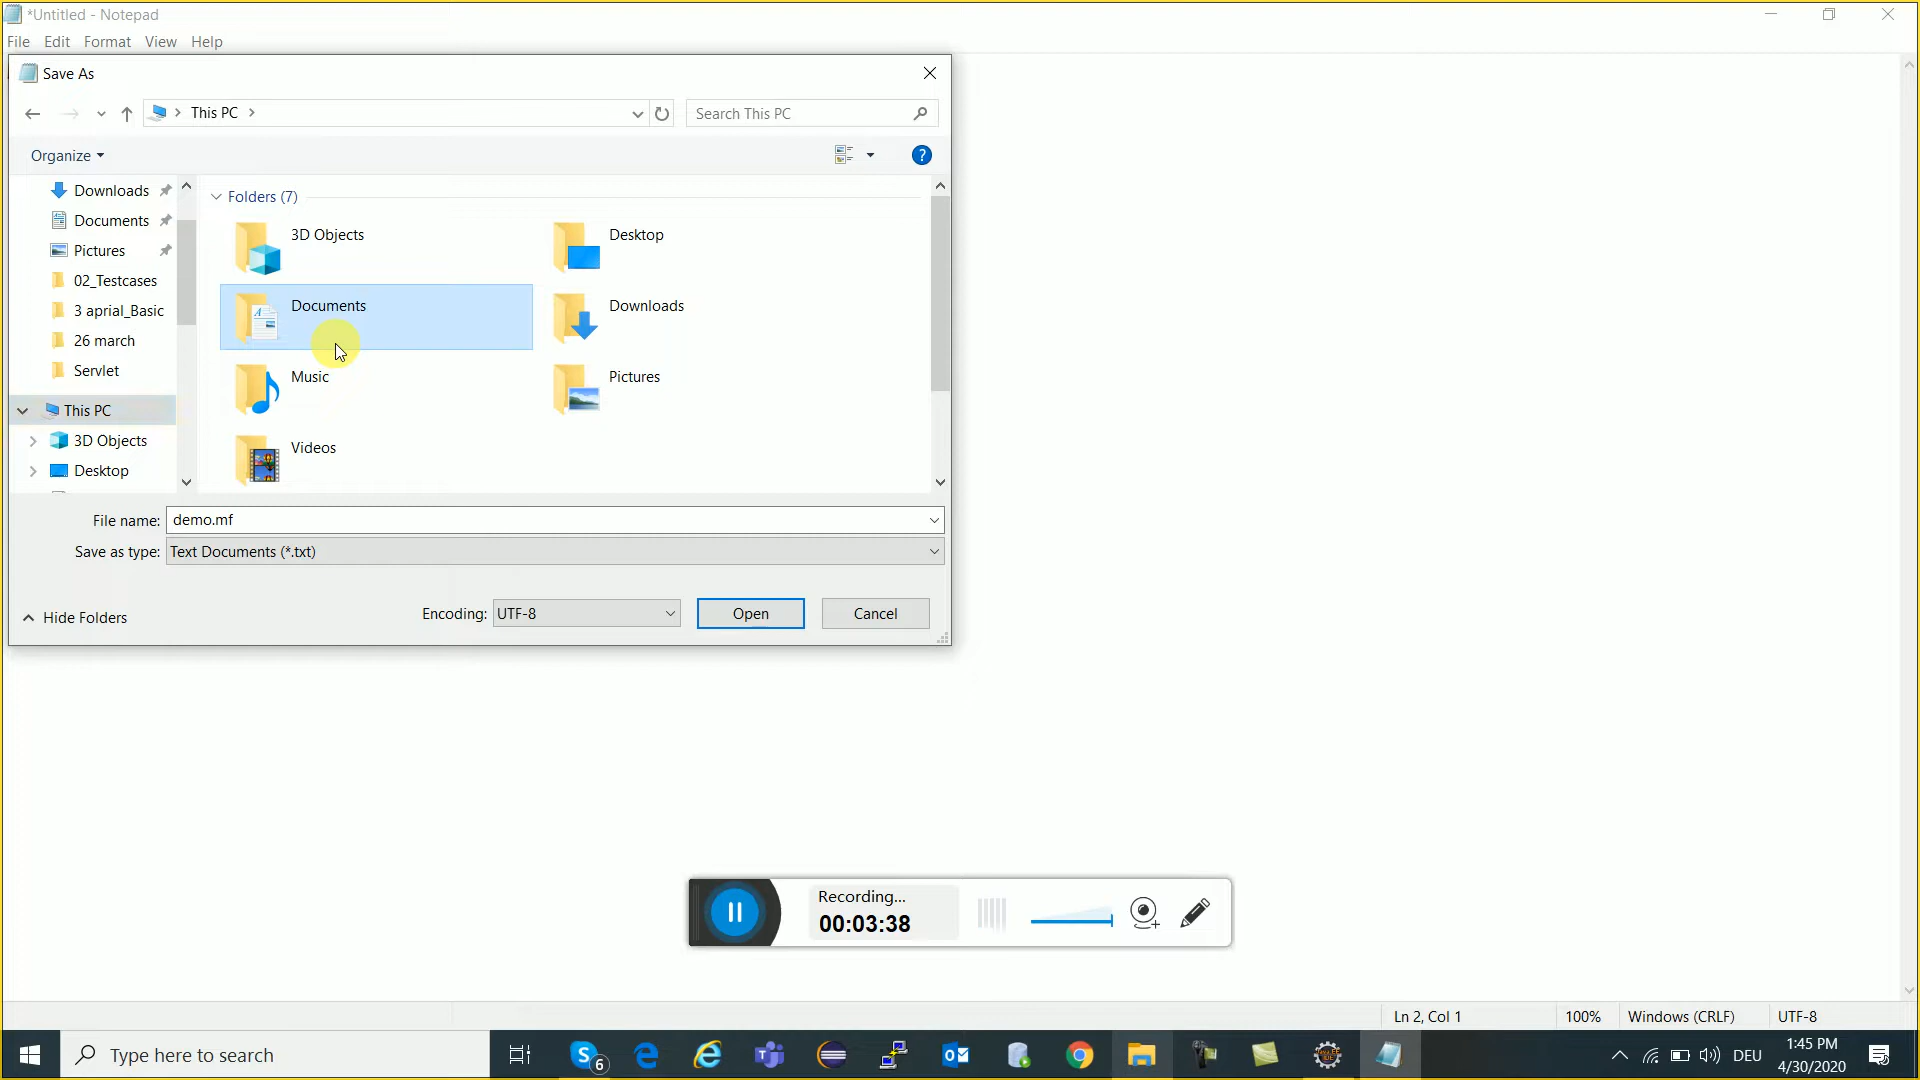 *Untitled - Notepad
File Edit Format View Help
Save As
This PC
Search This PC
Organize
Downloads
Documents
Pictures
02_Testcases
3 aprial_Basic
26 march
Servlet
This PC
3D Objects
Desktop
Folders (7)
3D Objects
Desktop
Documents
Downloads
Music
Pictures
Videos
File name: demo.mf
Save as type: Text Documents (*.txt)
Hide Folders
Encoding: UTF-8
Open
Cancel
Recording...
00:03:38
Ln 2, Col 1
100%
Windows (CRLF)
UTF-8
Type here to search
6
DEU
1:45 PM
4/30/2020